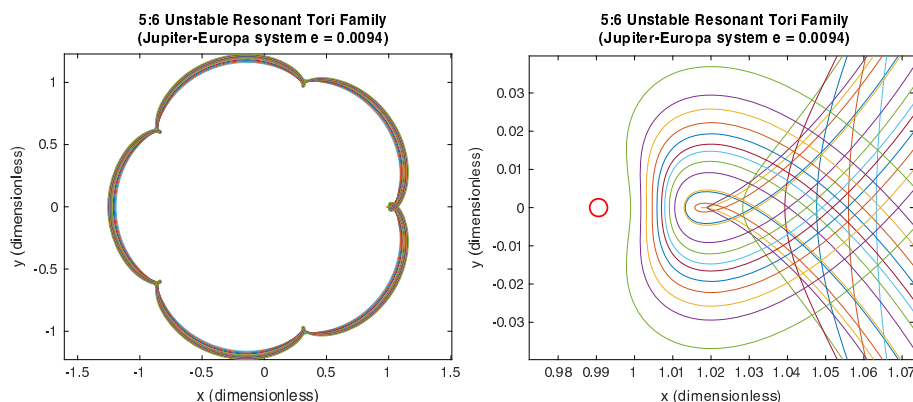 5:6 Unstable Resonant Tori Family
(Jupiter-Europa system e = 0.0094)
1
0.5
0
-0.5
-1
y (dimensionless)
-1.5 -1 -0.5 0 0.5 1 1.5
x (dimensionless)
5:6 Unstable Resonant Tori Family
(Jupiter-Europa system e = 0.0094)
0.03
0.02
0.01
0
-0.01
-0.02
-0.03
y (dimensionless)
0.98 0.99 1 1.01 1.02 1.03 1.04 1.05 1.06 1.07
x (dimensionless)